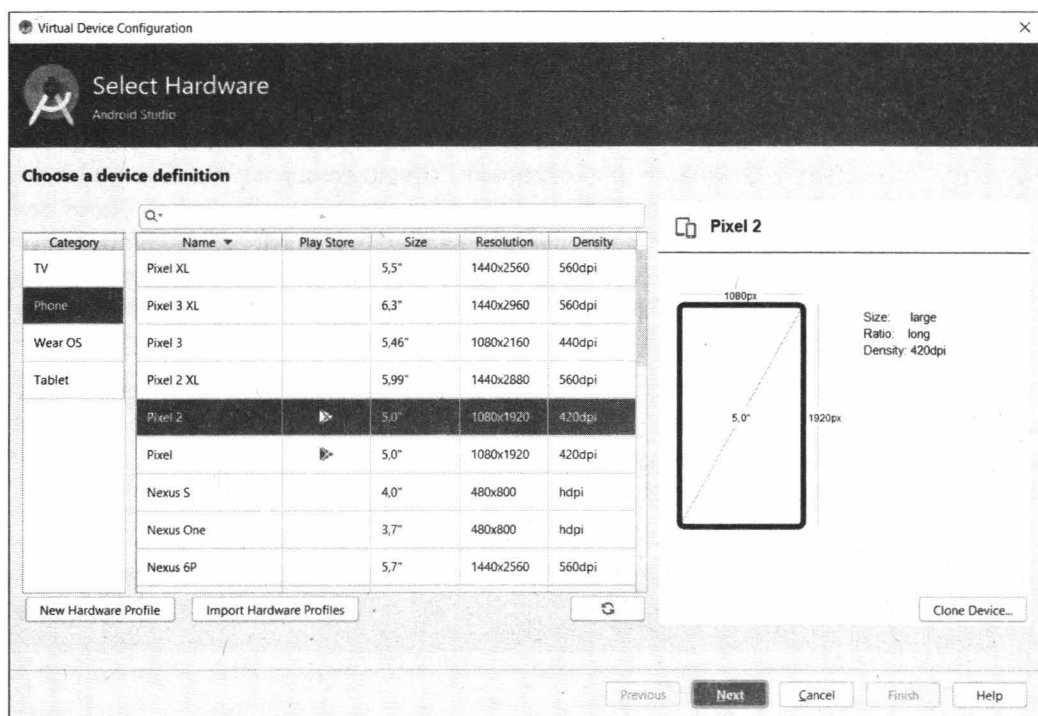 Virtual Device Configuration
Select Hardware
Android Studio
Choose a device definition
Category
TV
Phone
Wear OS
Tablet
Name Play Store Size Resolution Density
Pixel XL 5,5" 1440x2560 560dpi
Pixel 3 XL 6,3" 1440x2960 560dpi
Pixel 3 5,46" 1080x2160 440dpi
Pixel 2 XL 5,99" 1440x2880 560dpi
Pixel 2 5,0" 1080x1920 420dpi
Pixel 5,0" 1080x1920 420dpi
Nexus S 4,0" 480x800 hdpi
Nexus One 3,7" 480x800 hdpi
Nexus 6P 5,7" 1440x2560 560dpi
New Hardware Profile Import Hardware Profiles
Pixel 2
1080px
5,0"
1920px
Size: large
Ratio: long
Density: 420dpi
Clone Device...
Previous Next Cancel Finish Help